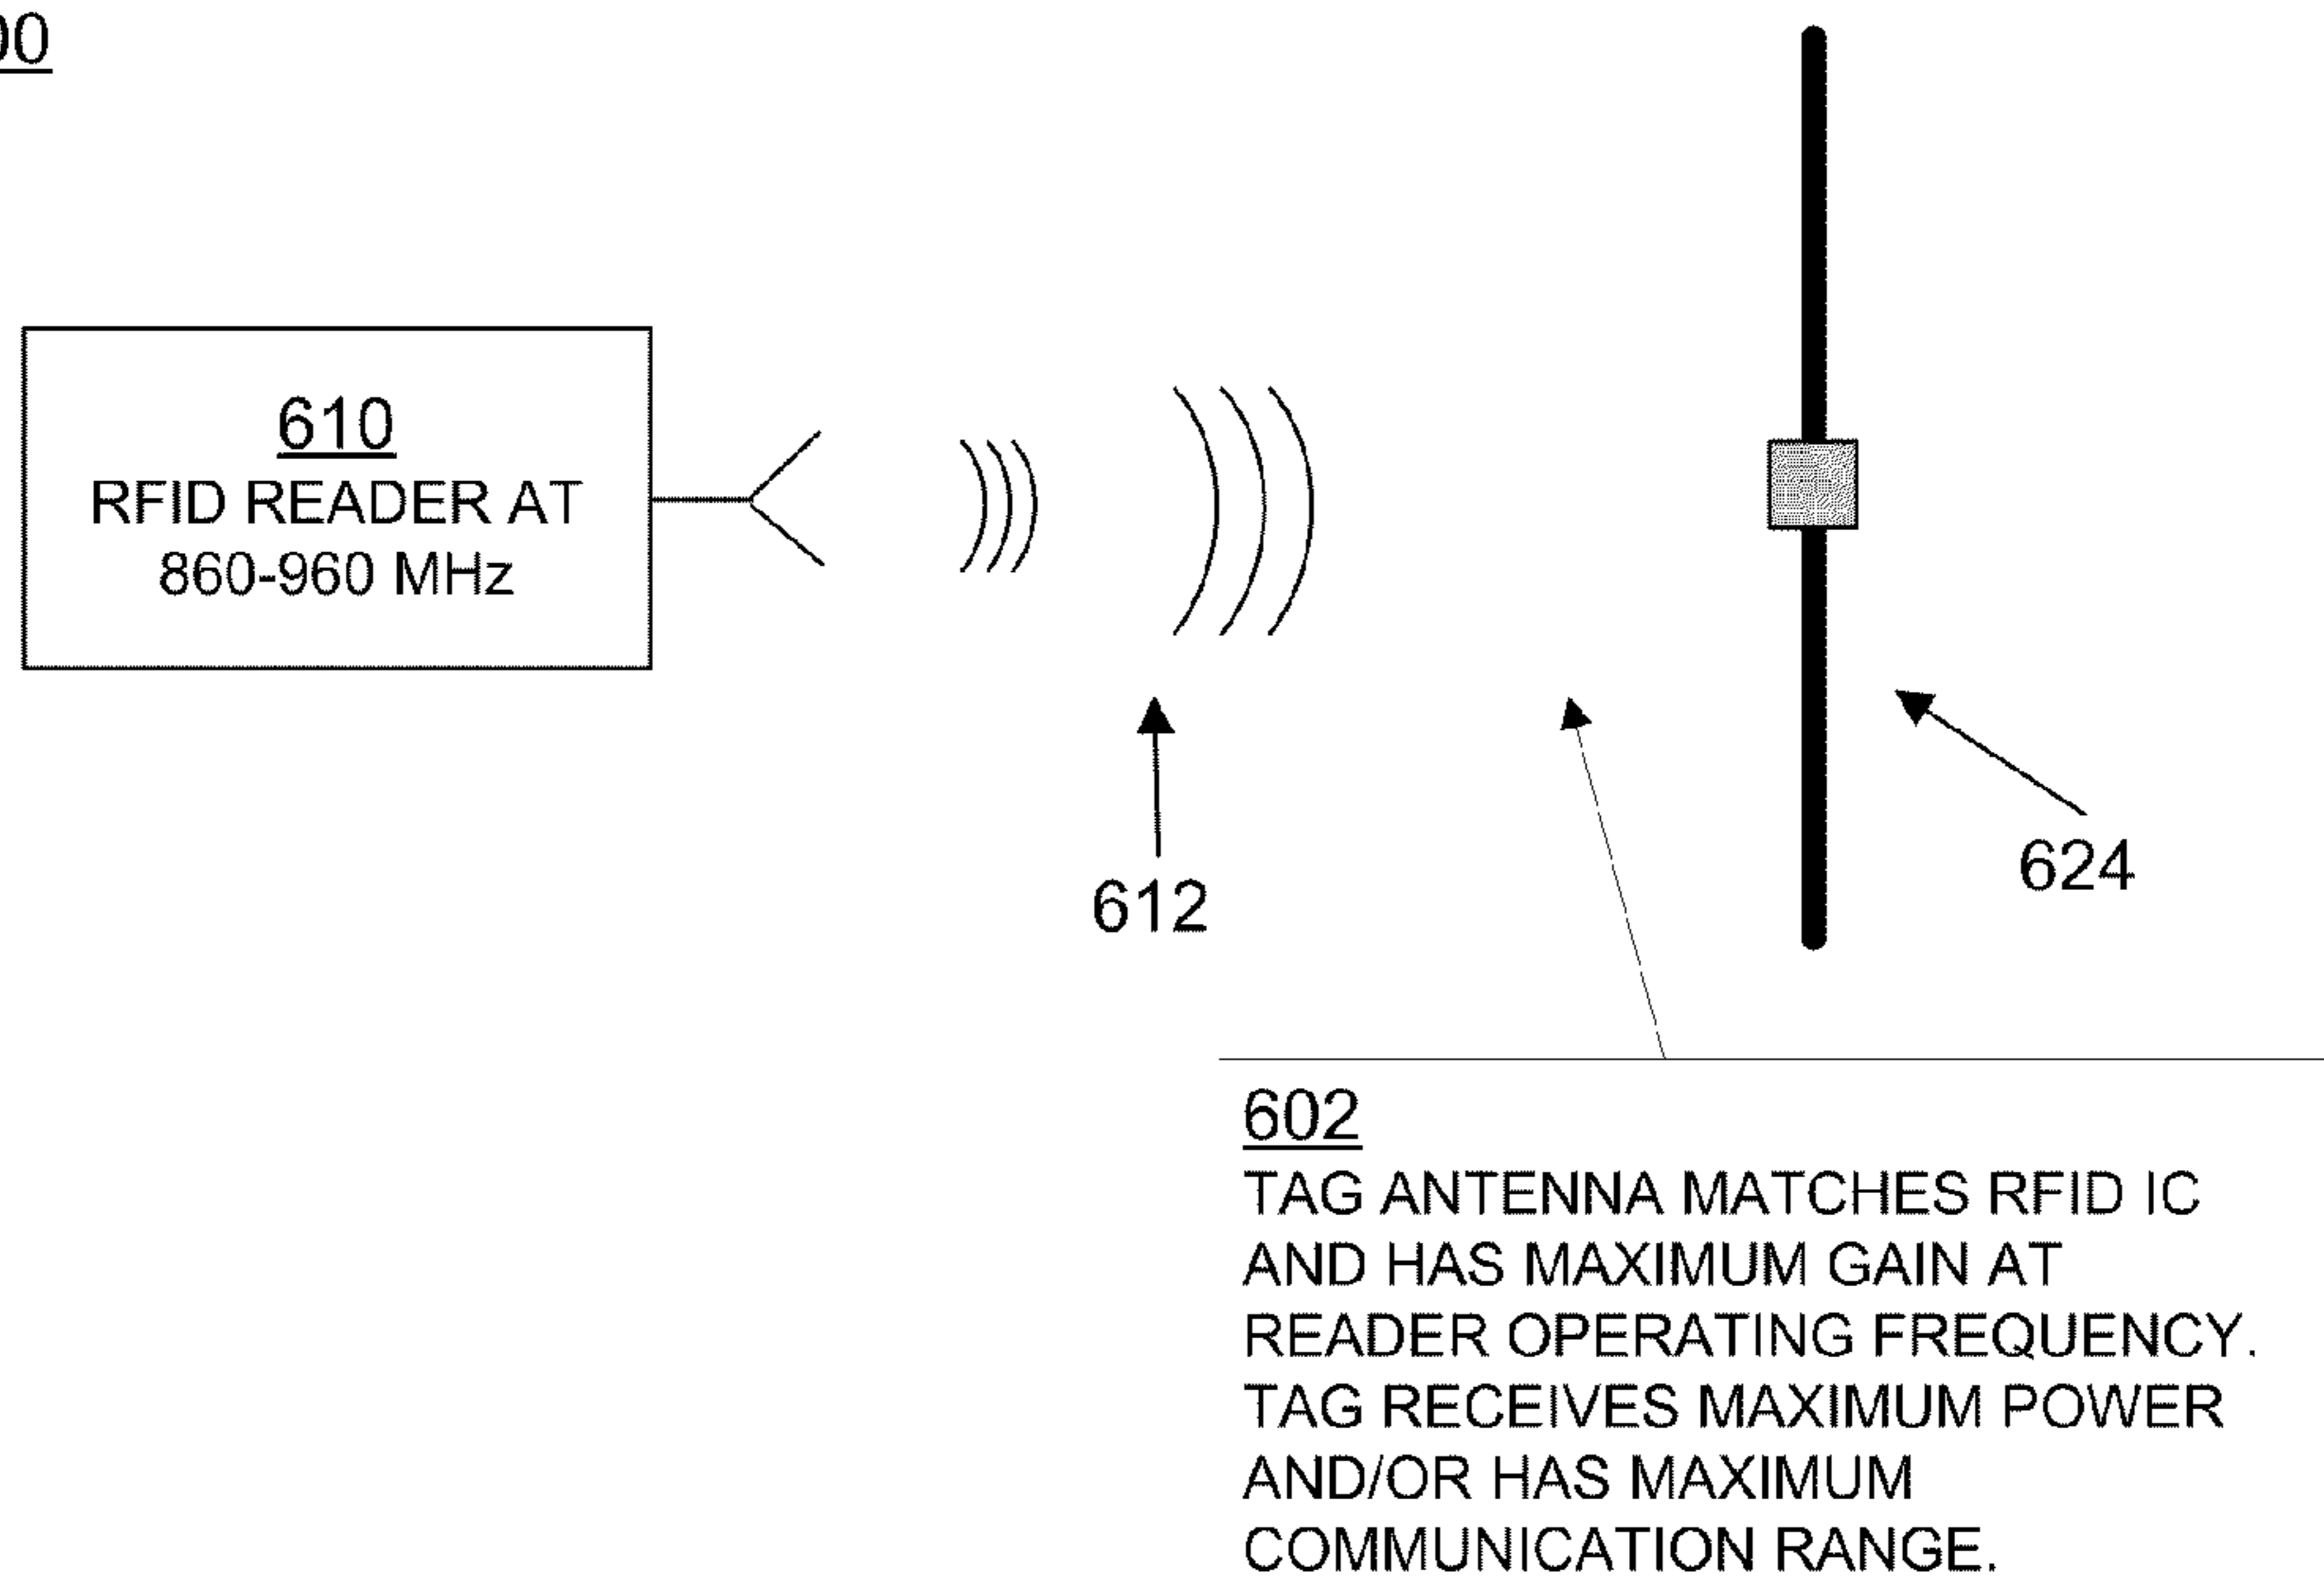 00
610
RFID READER AT
860-960 MHz
612
624
602
TAG ANTENNA MATCHES RFID IC
AND HAS MAXIMUM GAIN AT
READER OPERATING FREQUENCY.
TAG RECEIVES MAXIMUM POWER
AND/OR HAS MAXIMUM
COMMUNICATION RANGE.